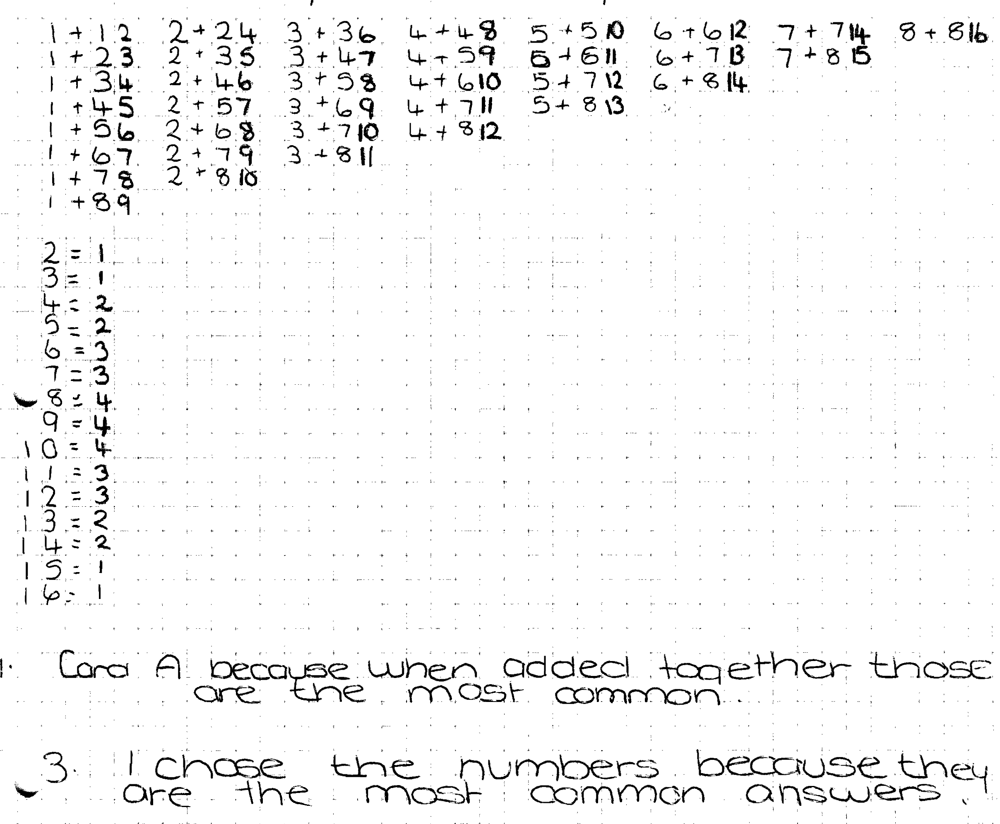 1 + 1 2 2 + 2 4 3 + 3 6 4 + 4 8 5 + 5 10 6 + 6 12 7 + 7 14 8 + 8 16
1 + 2 3 2 + 3 5 3 + 4 7 4 + 5 9 5 + 6 11 6 + 7 13 7 + 8 15
1 + 3 4 2 + 4 6 3 + 5 8 4 + 6 10 5 + 7 12 6 + 8 14
1 + 4 5 2 + 5 7 3 + 6 9 4 + 7 11 5 + 8 13
1 + 5 6 2 + 6 8 3 + 7 10 4 + 8 12
1 + 6 7 2 + 7 9 3 + 8 11
1 + 7 8 2 + 8 10
1 + 8 9
2 = 1
3 = 1
4 = 2
5 = 2
6 = 3
7 = 3
8 = 4
9 = 4
10 = 4
11 = 3
12 = 3
13 = 2
14 = 2
15 = 1
16 = 1
1. Card A because when added together those
are the most common.
3. I chose the numbers because they
are the most common answers.